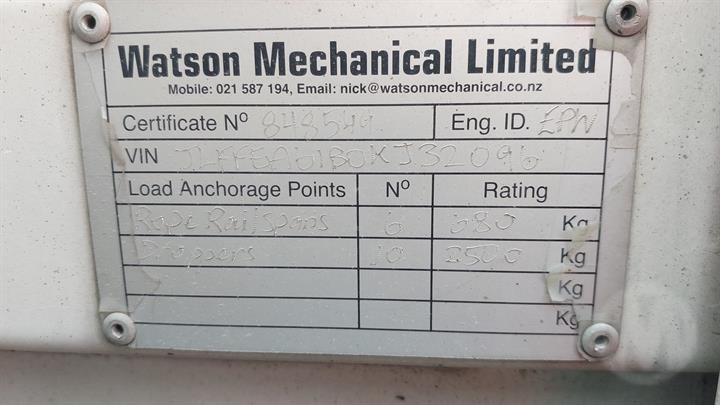 Watson Mechanical Limited
Mobile: 021 587 194, Email: nick@watsonmechanical.co.nz
Certificate Nº 848549 Eng. ID. EPN
VIN
Load Anchorage Points Nº Rating
Rope Rail Spans 6 680 Kg
Droppers 10 2500 Kg
Kg
Kg